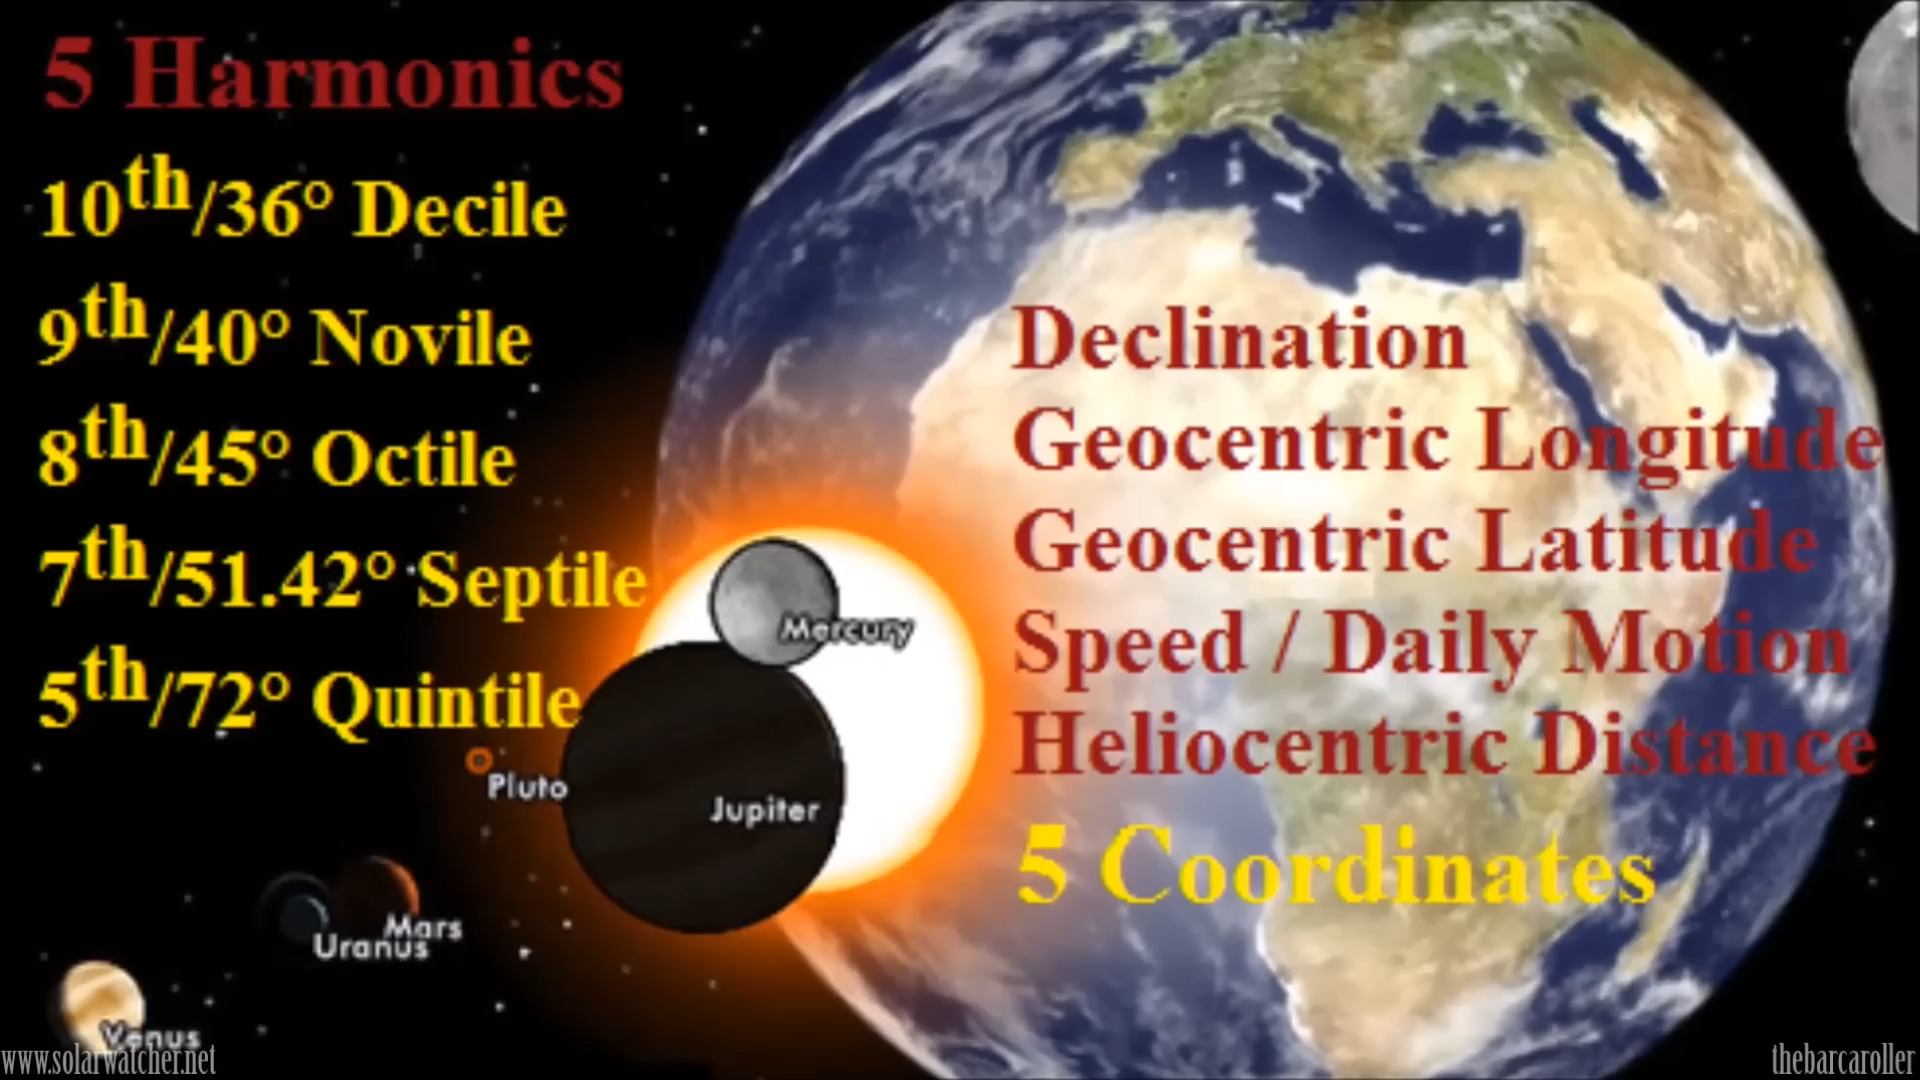 5 Harmonics
10th/36° Decile
9th/40° Novile
8th/45° Octile
7th/51.42° Septile
5th/72° Quintile
Declination
Geocentric Longitude
Geocentric Latitude
Speed / Daily Motion
Heliocentric Distance
5 Coordinates
Mercury
Pluto
Jupiter
Mars
Uranus
Venus
www.solarwatcher.net
thebarcaroller